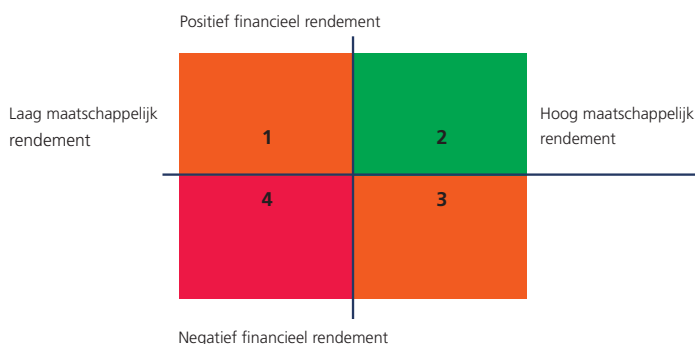 Positief financieel rendement
Laag maatschappelijk
rendement
Hoog maatschappelijk
rendement
1
2
4
3
Negatief financieel rendement